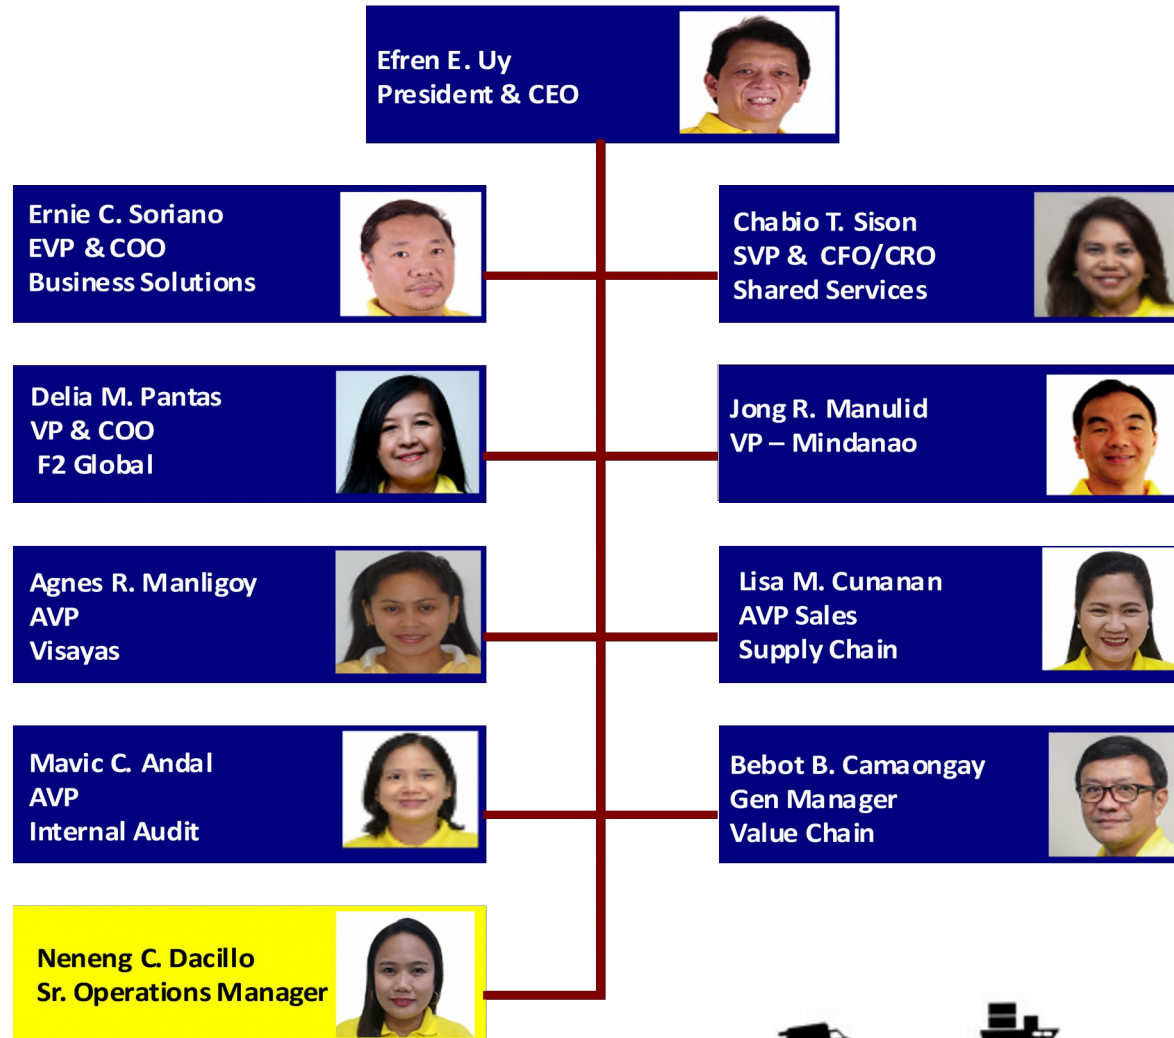 Efren E. Uy
President & CEO
Ernie C. Soriano
EVP & COO
Business Solutions
Chabio T. Sison
SVP & CFO/CRO
Shared Services
Delia M. Pantas
VP & COO
F2 Global
Jong R. Manulid
VP – Mindanao
Agnes R. Manligoy
AVP
Visayas
Lisa M. Cunanan
AVP Sales
Supply Chain
Mavic C. Andal
AVP
Internal Audit
Bebot B. Camaongay
Gen Manager
Value Chain
Neneng C. Dacillo
Sr. Operations Manager